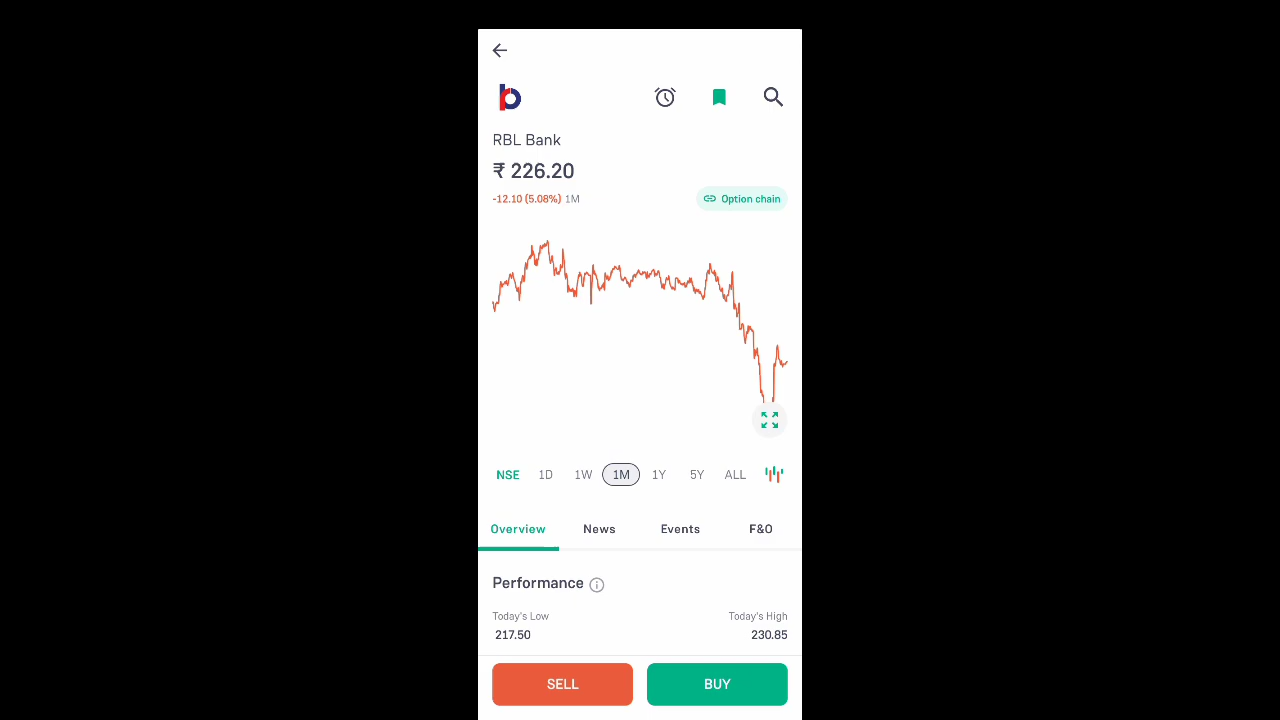 RBL Bank
₹ 226.20
-12.10 (5.08%) 1M
Option chain
NSE 1D 1W 1M 1Y 5Y ALL
Overview News Events F&O
Performance
Today's Low Today's High
217.50 230.85
SELL BUY